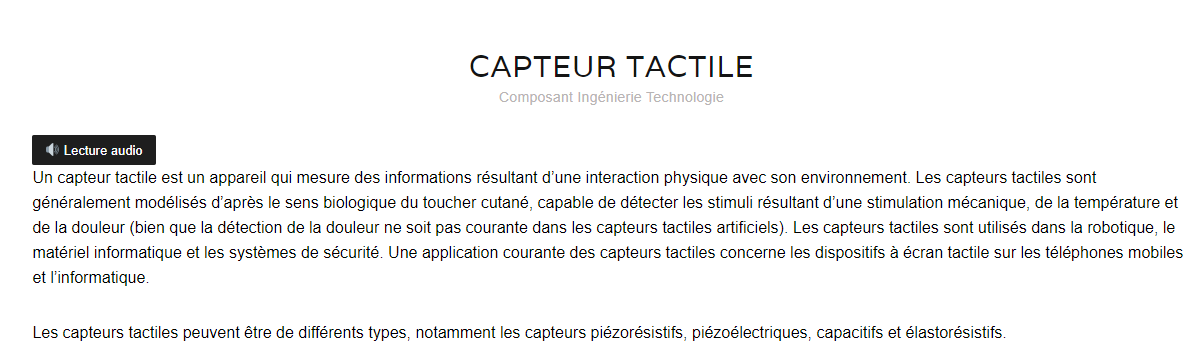 CAPTEUR TACTILE
Composant Ingénierie Technologie
Lecture audio
Un capteur tactile est un appareil qui mesure des informations résultant d’une interaction physique avec son environnement. Les capteurs tactiles sont
généralement modélisés d’après le sens biologique du toucher cutané, capable de détecter les stimuli résultant d’une stimulation mécanique, de la température et
de la douleur (bien que la détection de la douleur ne soit pas courante dans les capteurs tactiles artificiels). Les capteurs tactiles sont utilisés dans la robotique, le
matériel informatique et les systèmes de sécurité. Une application courante des capteurs tactiles concerne les dispositifs à écran tactile sur les téléphones mobiles
et l’informatique.
Les capteurs tactiles peuvent être de différents types, notamment les capteurs piézorésistifs, piézoélectriques, capacitifs et élastorésistifs.